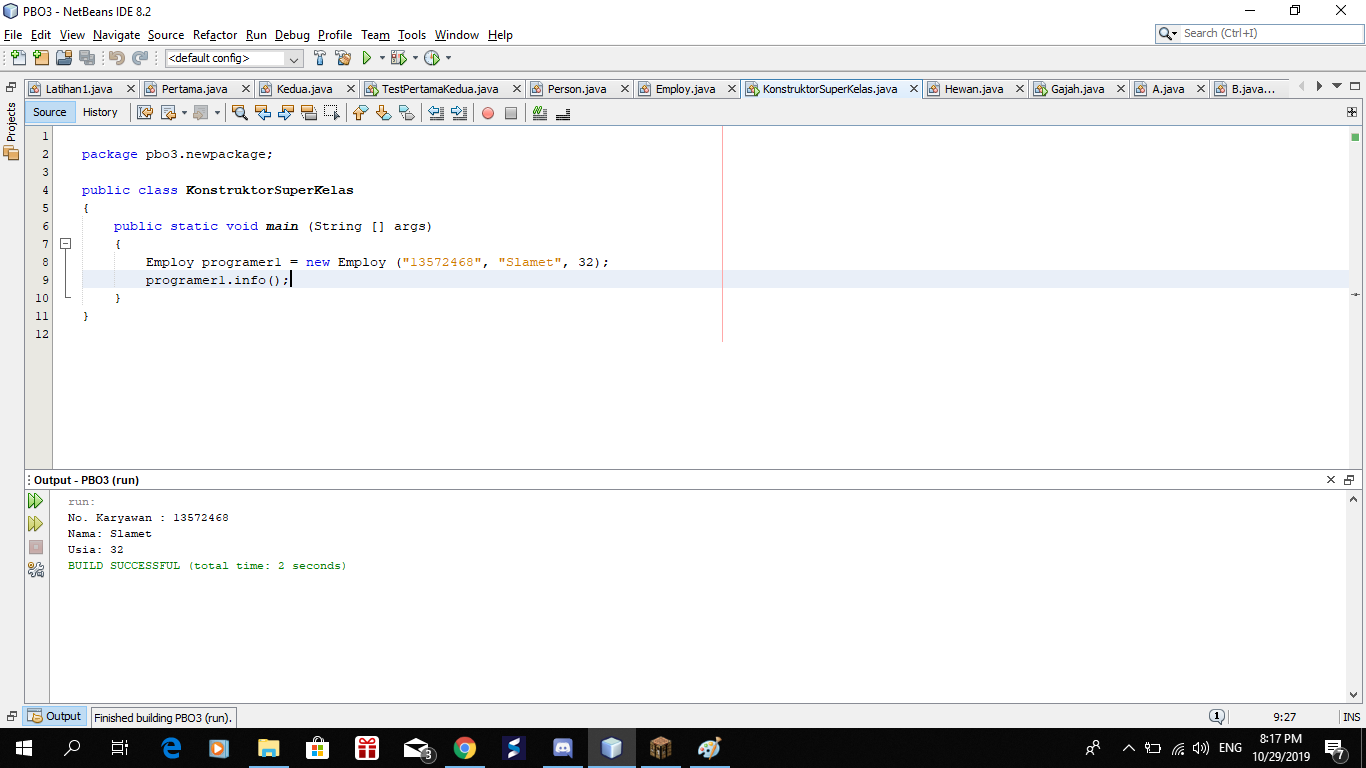 PBO3 - NetBeans IDE 8.2
File Edit View Navigate Source Refactor Run Debug Profile Team Tools Window Help
Search (Ctrl+I)
<default config>
Latihan1.java Pertama.java Kedua.java TestPertamaKedua.java Person.java Employ.java KonstruktorSuperKelas.java Hewan.java Gajah.java A.java B.java...
Projects
Source History
1
2 package pbo3.newpackage;
3
4 public class KonstruktorSuperKelas
5 {
6 public static void main (String [] args)
7 {
8 Employ programer1 = new Employ ("13572468", "Slamet", 32);
9 programer1.info();
10 }
11 }
12
Output - PBO3 (run)
run:
No. Karyawan : 13572468
Nama: Slamet
Usia: 32
BUILD SUCCESSFUL (total time: 2 seconds)
Output
Finished building PBO3 (run).
1
9:27
INS
3
ENG
8:17 PM
10/29/2019
7